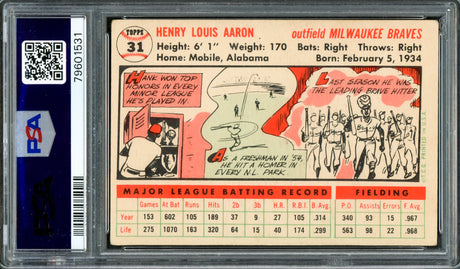 79601531
PSA
TOPPS
31
HENRY LOUIS AARON
outfield MILWAUKEE BRAVES
Height: 6' 1" Weight: 170 Bats: Right Throws: Right
Home: Mobile, Alabama Born: February 5, 1934
HANK WON TOP
HONORS IN EVERY
MINOR LEAGUE
HE'S PLAYED IN.
AS A FRESHMAN IN '54,
HE HIT A HOMER IN
EVERY N.L. PARK.
LAST SEASON HE WAS
THE LEADING BRAVE HITTER
MAJOR LEAGUE BATTING RECORD
FIELDING
Games At Bat Runs Hits 2b 3b H.R. R.B.I. B. Avg. P.O. Assists Errors F. Avg.
Year 153 602 105 189 37 9 27 106 .314 340 93 15 .967
Life 275 1070 163 320 64 15 40 175 .299 563 98 22 .968